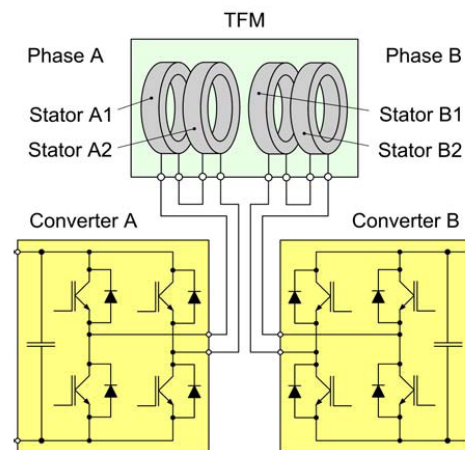 TFM
Phase A
Phase B
Stator A1
Stator B1
Stator A2
Stator B2
Converter A
Converter B